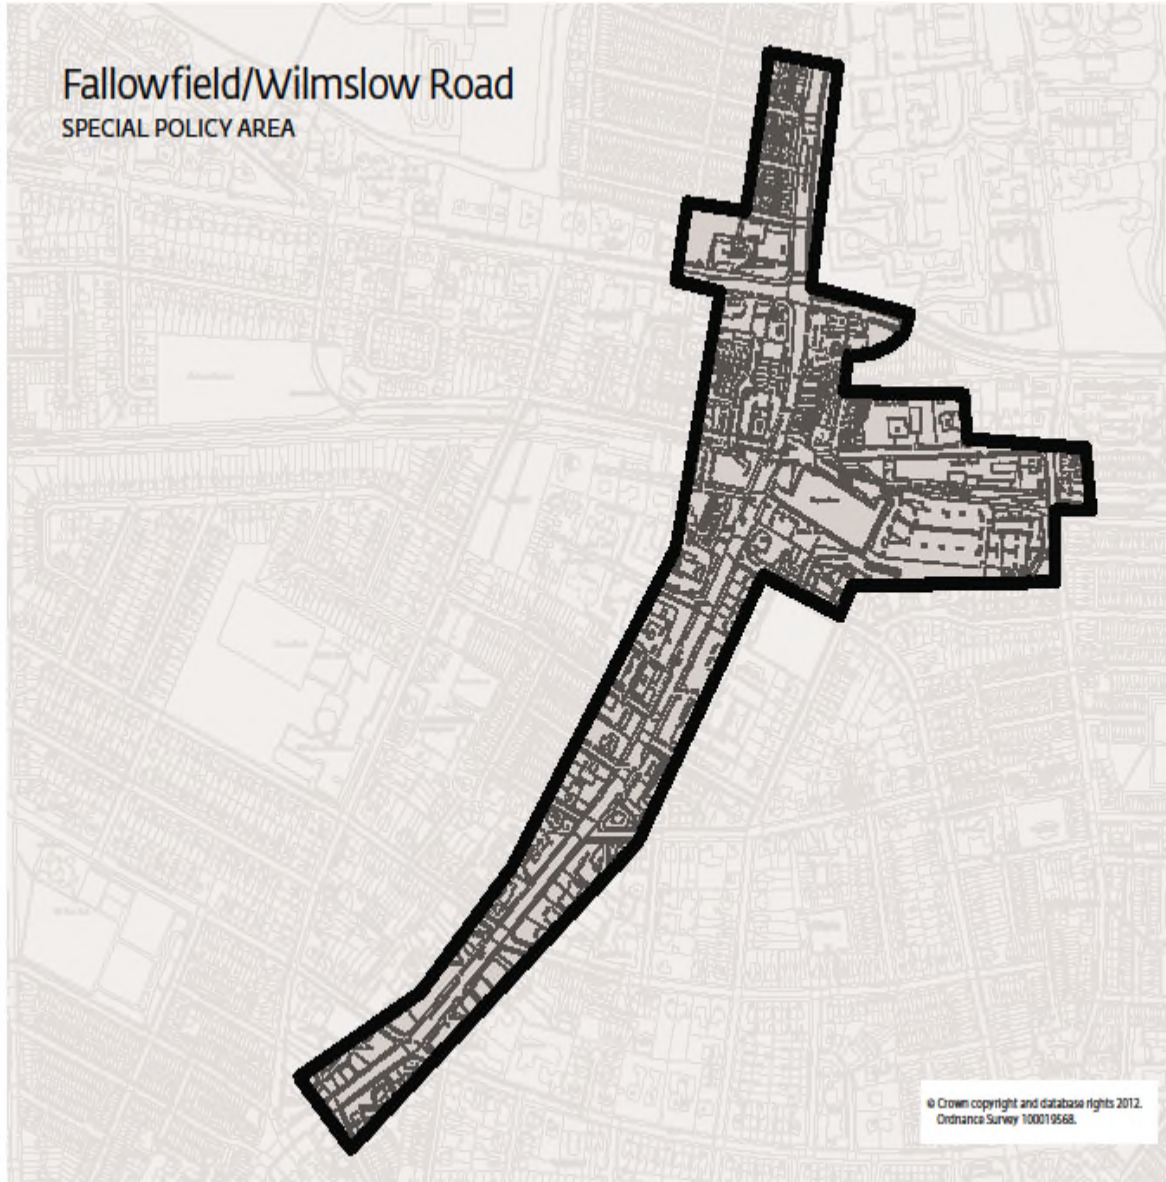 Fallowfield/Wilmslow Road
SPECIAL POLICY AREA
© Crown copyright and database rights 2012.
Ordnance Survey 100019568.